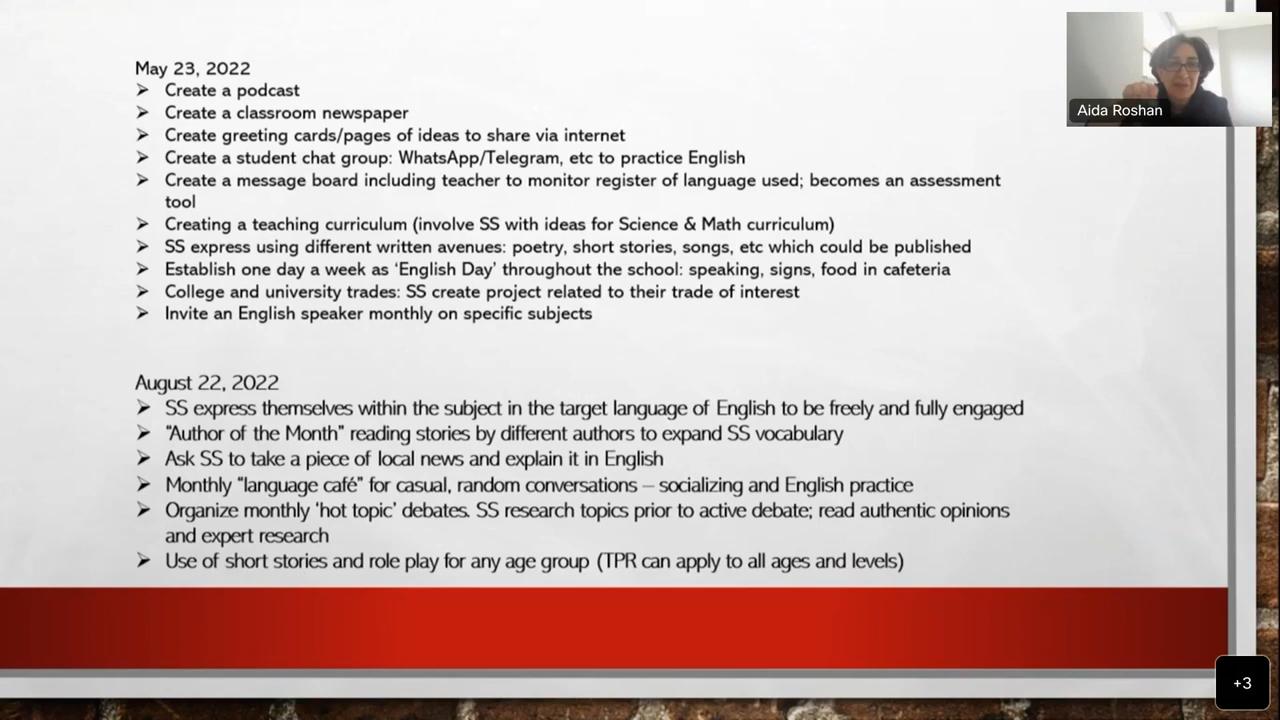 May 23, 2022
➢ Create a podcast
➢ Create a classroom newspaper
➢ Create greeting cards/pages of ideas to share via internet
➢ Create a student chat group: WhatsApp/Telegram, etc to practice English
➢ Create a message board including teacher to monitor register of language used; becomes an assessment
tool
➢ Creating a teaching curriculum (involve SS with ideas for Science & Math curriculum)
➢ SS express using different written avenues: poetry, short stories, songs, etc which could be published
➢ Establish one day a week as ‘English Day’ throughout the school: speaking, signs, food in cafeteria
➢ College and university trades: SS create project related to their trade of interest
➢ Invite an English speaker monthly on specific subjects
August 22, 2022
➢ SS express themselves within the subject in the target language of English to be freely and fully engaged
➢ “Author of the Month” reading stories by different authors to expand SS vocabulary
➢ Ask SS to take a piece of local news and explain it in English
➢ Monthly “language café” for casual, random conversations – socializing and English practice
➢ Organize monthly ‘hot topic’ debates. SS research topics prior to active debate; read authentic opinions
and expert research
➢ Use of short stories and role play for any age group (TPR can apply to all ages and levels)
Aida Roshan
+3